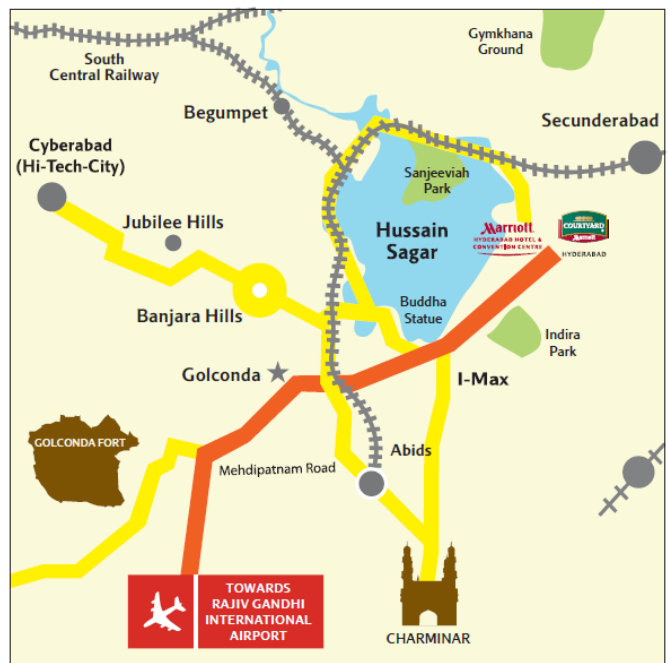 Gymkhana
Ground
South
Central Railway
Begumpet
Secunderabad
Cyberabad
(Hi-Tech-City)
Sanjeeviah
Park
Jubilee Hills
Hussain
Sagar
Marriott
HYDERABAD HOTEL &
CONVENTION CENTRE
COURTYARD
Marriott
HYDERABAD
Banjara Hills
Buddha
Statue
Indira
Park
Golconda
I-Max
GOLCONDA FORT
Abids
Mehdipatnam Road
TOWARDS
RAJIV GANDHI
INTERNATIONAL
AIRPORT
CHARMINAR